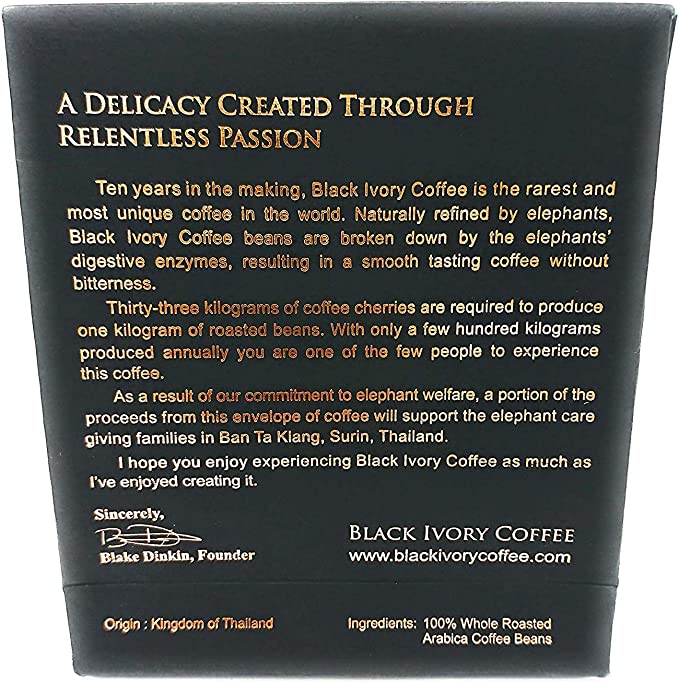 A DELICACY CREATED THROUGH
RELENTLESS PASSION
Ten years in the making, Black Ivory Coffee is the rarest and
most unique coffee in the world. Naturally refined by elephants,
Black Ivory Coffee beans are broken down by the elephants'
digestive enzymes, resulting in a smooth tasting coffee without
bitterness.
Thirty-three kilograms of coffee cherries are required to produce
one kilogram of roasted beans. With only a few hundred kilograms
produced annually you are one of the few people to experience
this coffee.
As a result of our commitment to elephant welfare, a portion of the
proceeds from this envelope of coffee will support the elephant care
giving families in Ban Ta Klang, Surin, Thailand.
I hope you enjoy experiencing Black Ivory Coffee as much as
I've enjoyed creating it.
Sincerely,
Blake Dinkin, Founder
BLACK IVORY COFFEE
www.blackivorycoffee.com
Origin : Kingdom of Thailand
Ingredients: 100% Whole Roasted
Arabica Coffee Beans